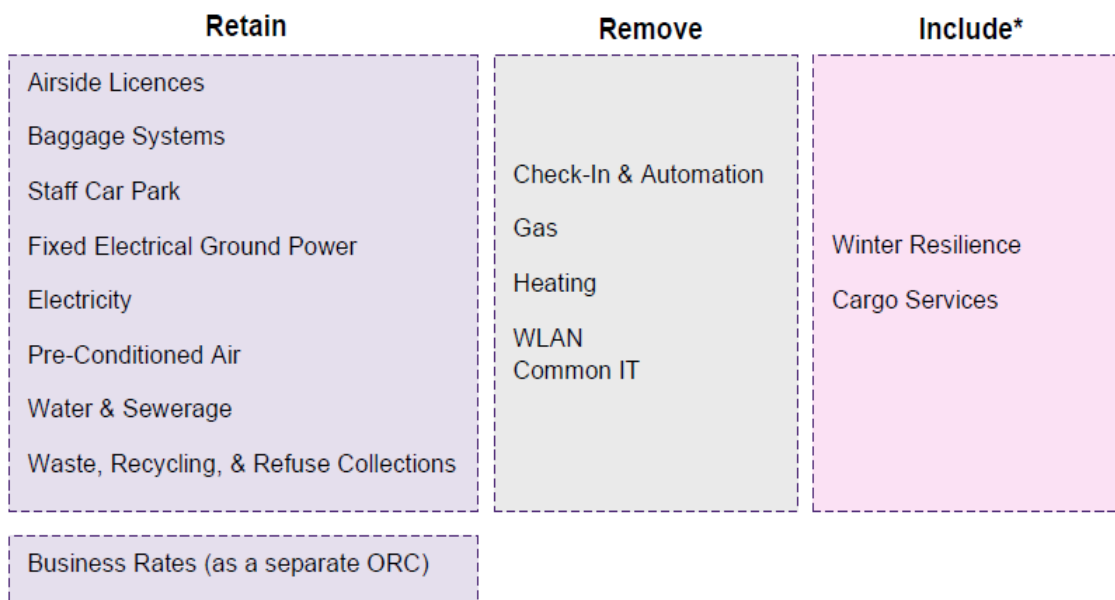 Retain
Airside Licences
Baggage Systems
Staff Car Park
Fixed Electrical Ground Power
Electricity
Pre-Conditioned Air
Water & Sewerage
Waste, Recycling, & Refuse Collections
Business Rates (as a separate ORC)
Remove
Check-In & Automation
Gas
Heating
WLAN
Common IT
Include*
Winter Resilience
Cargo Services